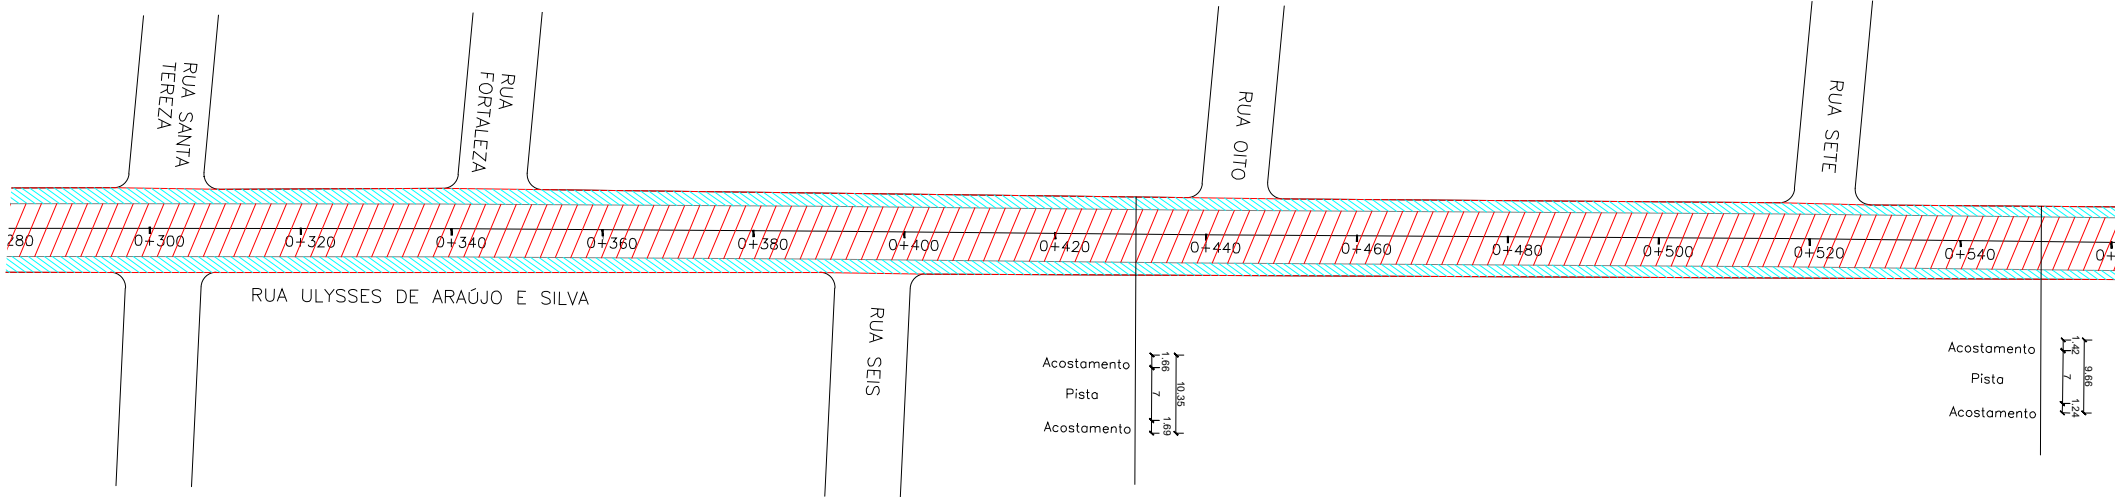 RUA SANTA
TEREZA
RUA
FORTALEZA
RUA OITO
RUA SETE
280
0+300
0+320
0+340
0+360
0+380
0+400
0+420
0+440
0+460
0+480
0+500
0+520
0+540
0+
RUA ULYSSES DE ARAÚJO E SILVA
RUA SEIS
Acostamento
Pista
Acostamento
1.66
7
1.69
10.35
Acostamento
Pista
Acostamento
1.42
7
1.24
9.66